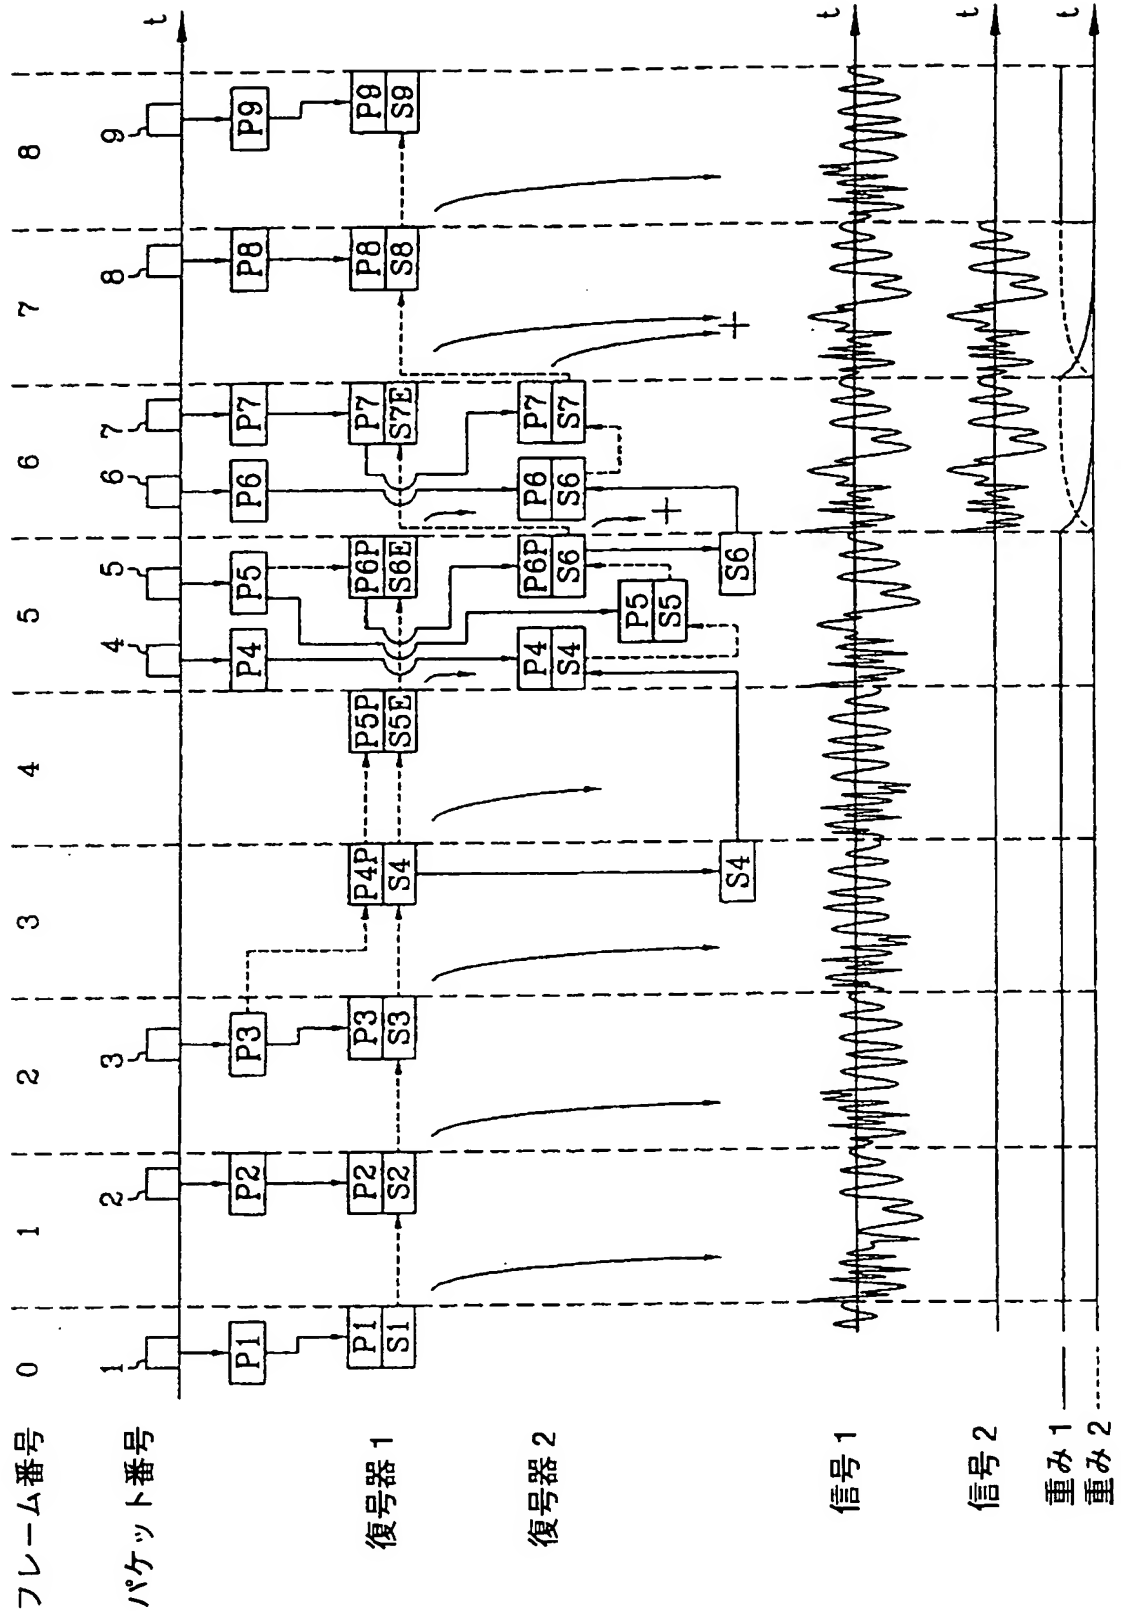 フレーム番号 0 1 2 3 4 5 6 7 8
パケット番号 1 2 3 4 5 6 7 8 9 t
P1 P2 P3 P4 P5 P6 P7 P8 P9
復号器1 P1 P2 P3 P4P P5P P6P P7 P8 P9
S1 S2 S3 S4 S5E S6E S7E S8 S9
復号器2 P4 P6P P6 P7
S4 S6 S6 S7
P5
S5
+ +
S4 S6
信号1 t
信号2 t
重み1
重み2 t